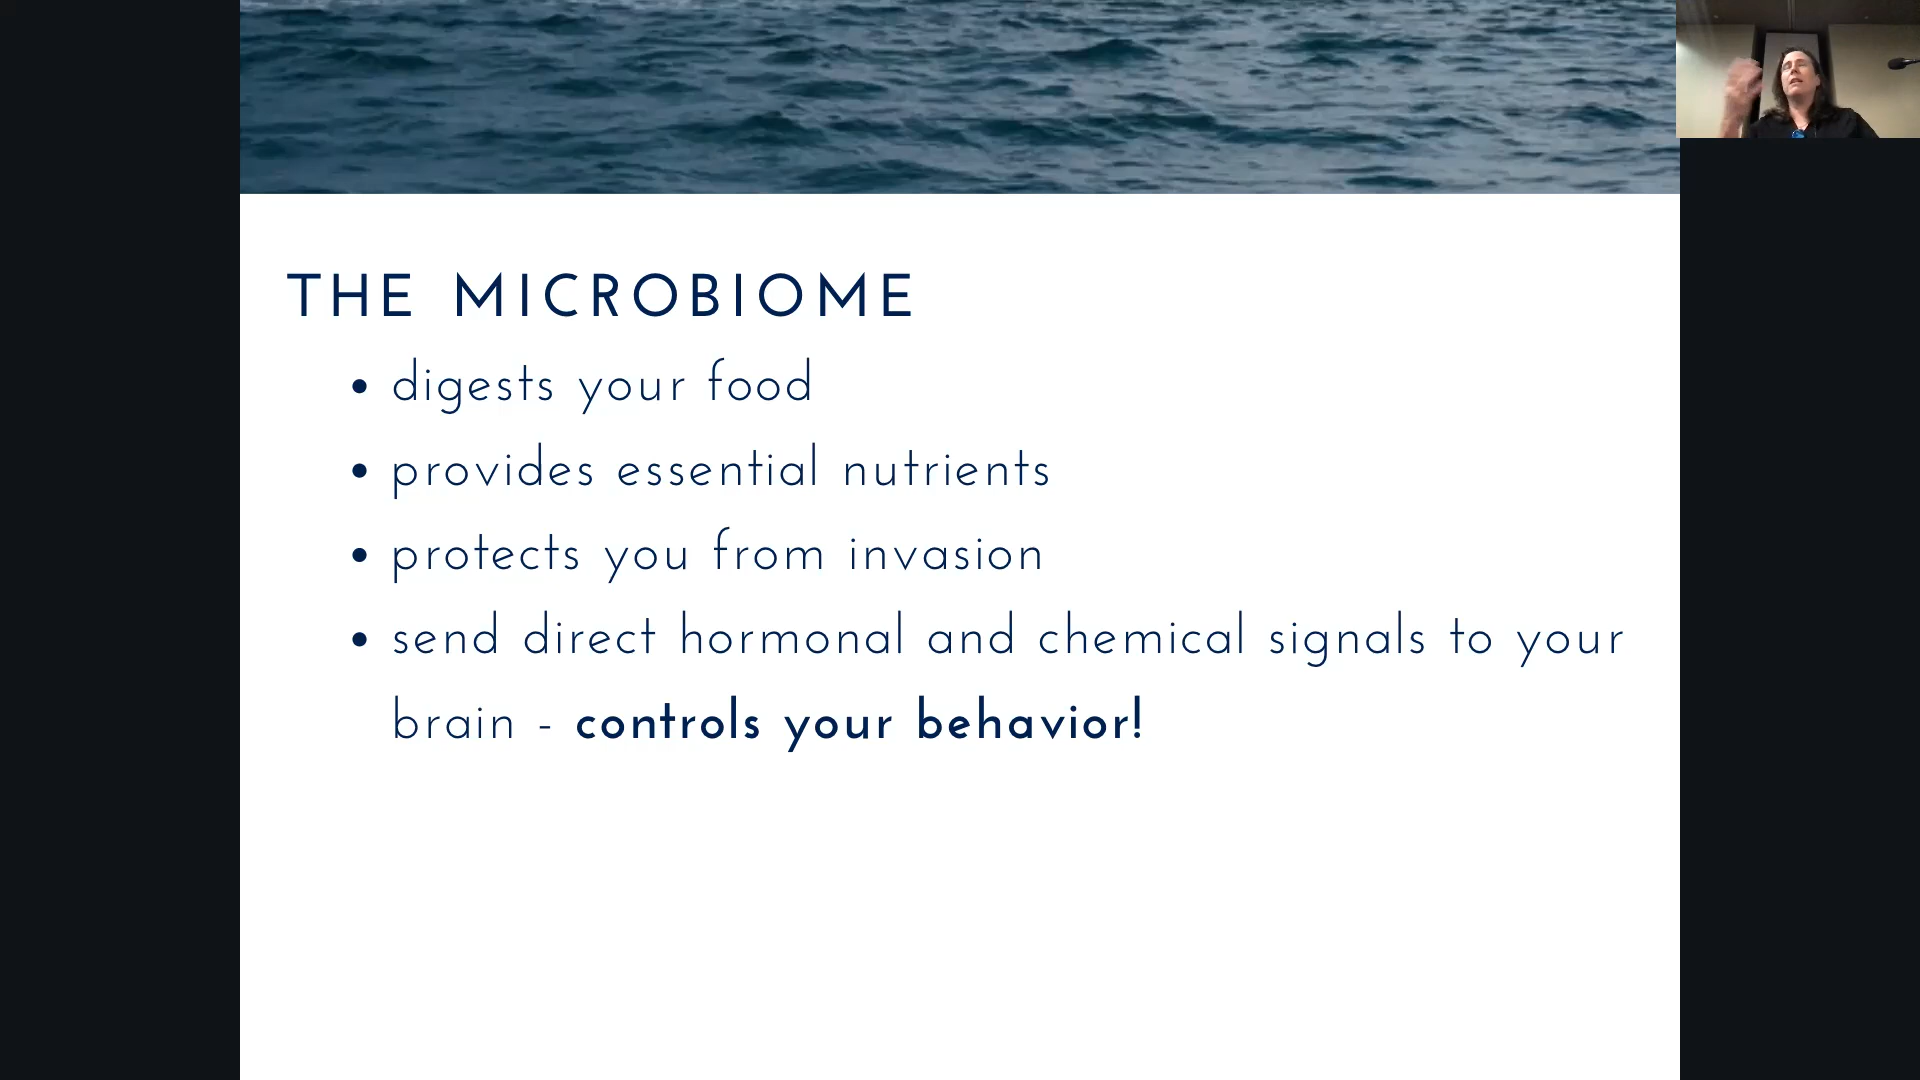 THE MICROBIOME
• digests your food
• provides essential nutrients
• protects you from invasion
• send direct hormonal and chemical signals to your
brain - controls your behavior!